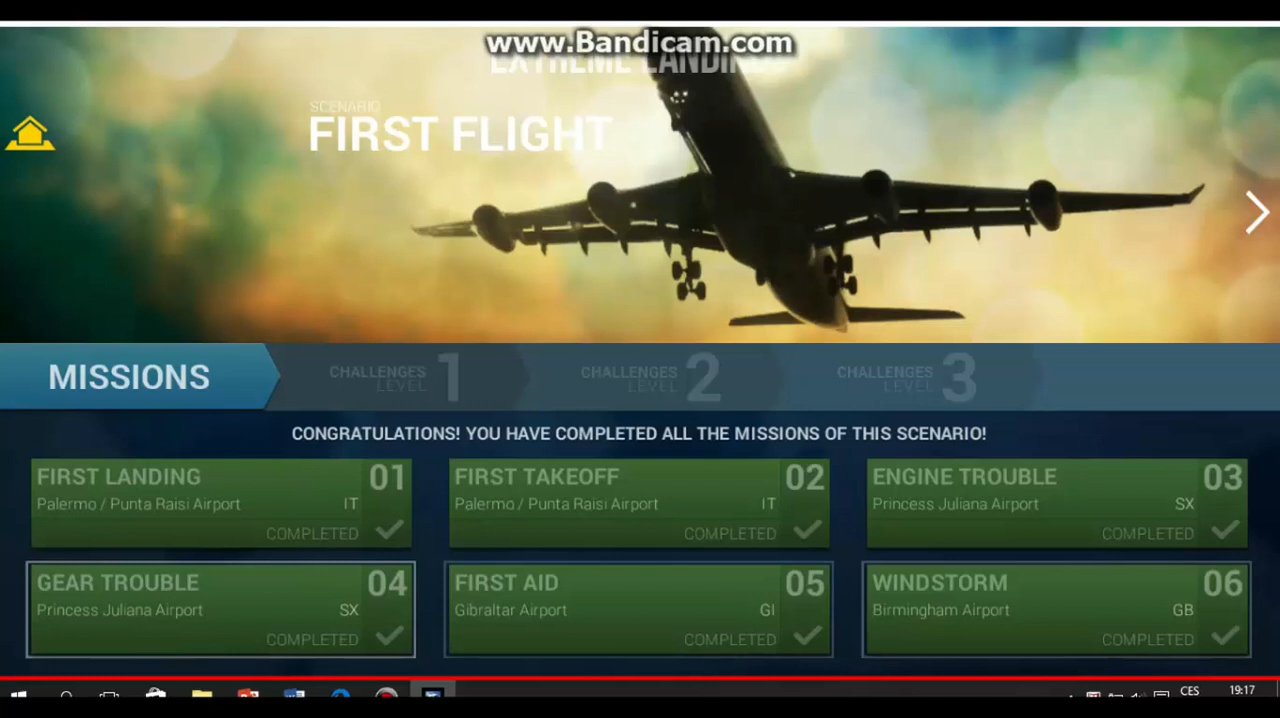 www.Bandicam.com
EXTREME LANDING
SCENARIO
FIRST FLIGHT
MISSIONS
CHALLENGES LEVEL 1
CHALLENGES LEVEL 2
CHALLENGES LEVEL 3
CONGRATULATIONS! YOU HAVE COMPLETED ALL THE MISSIONS OF THIS SCENARIO!
FIRST LANDING 01
Palermo / Punta Raisi Airport IT
COMPLETED
FIRST TAKEOFF 02
Palermo / Punta Raisi Airport IT
COMPLETED
ENGINE TROUBLE 03
Princess Juliana Airport SX
COMPLETED
GEAR TROUBLE 04
Princess Juliana Airport SX
COMPLETED
FIRST AID 05
Gibraltar Airport GI
COMPLETED
WINDSTORM 06
Birmingham Airport GB
COMPLETED
CES
19:17